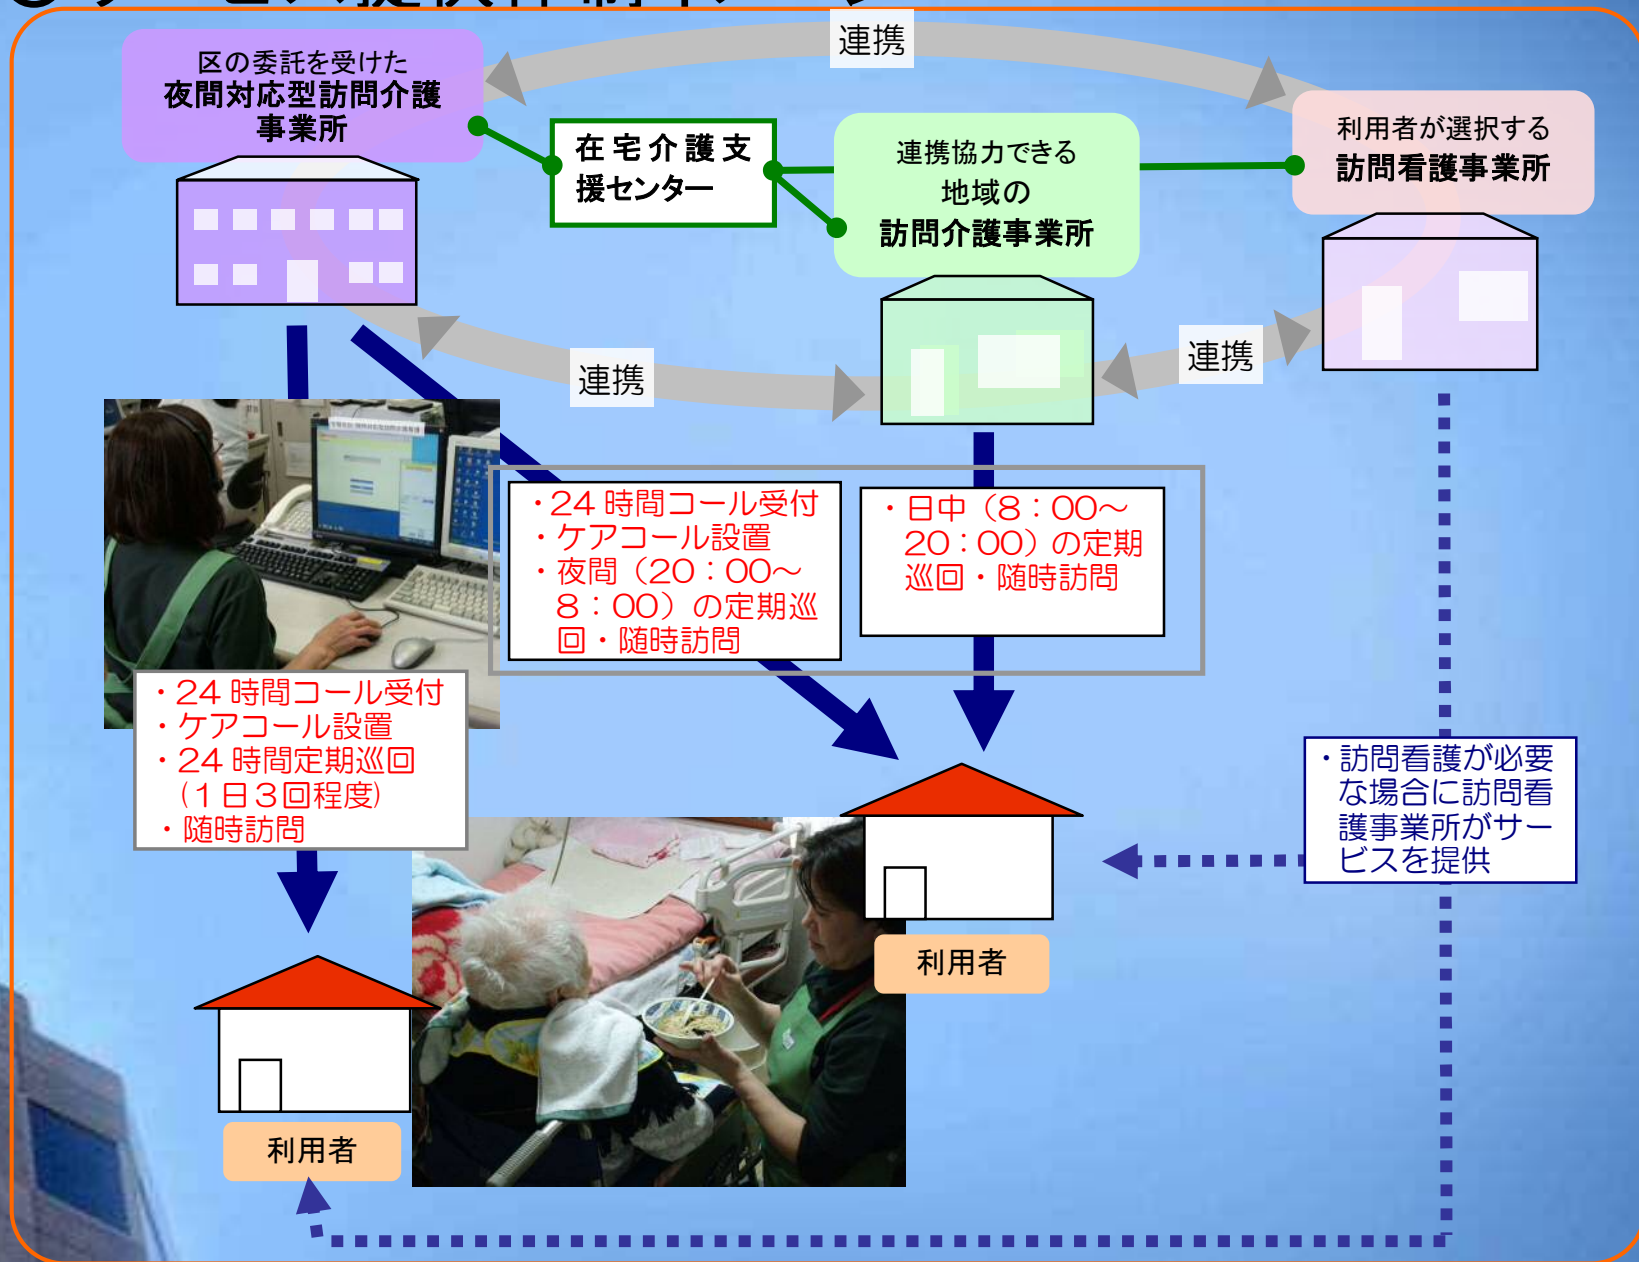 連携
区の委託を受けた
夜間対応型訪問介護
事業所
在宅介護支
援センター
連携協力できる
地域の
訪問介護事業所
利用者が選択する
訪問看護事業所
連携
連携
・24時間コール受付
・ケアコール設置
・夜間（20：00～
8：00）の定期巡
回・随時訪問
・日中（8：00～
20：00）の定期
巡回・随時訪問
・24時間コール受付
・ケアコール設置
・24時間定期巡回
（1日3回程度）
・随時訪問
・訪問看護が必要
な場合に訪問看
護事業所がサー
ビスを提供
利用者
利用者